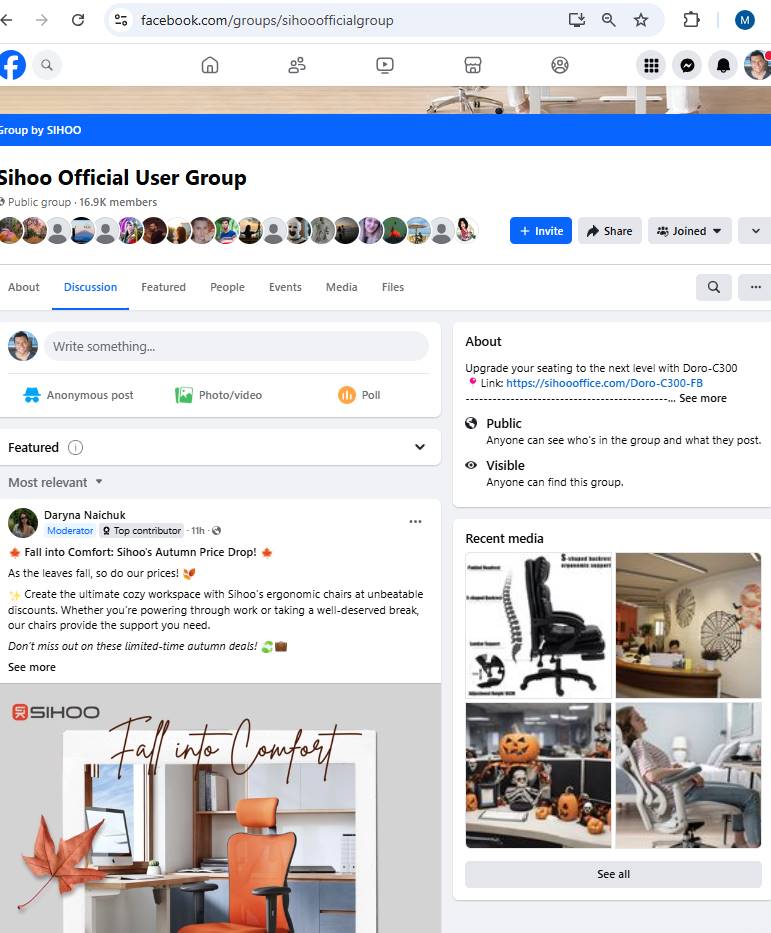 facebook.com/groups/sihooofficialgroup
M
Group by SIHOO
Sihoo Official User Group
Public group · 16.9K members
+ Invite
Share
Joined
About
Discussion
Featured
People
Events
Media
Files
Write something...
Anonymous post
Photo/video
Poll
Featured
Most relevant
Daryna Naichuk
Moderator
Top contributor · 11h ·
🍁 Fall into Comfort: Sihoo's Autumn Price Drop! 🍁
As the leaves fall, so do our prices! 🍂
✨ Create the ultimate cozy workspace with Sihoo's ergonomic chairs at unbeatable
discounts. Whether you're powering through work or taking a well-deserved break,
our chairs provide the support you need.
Don't miss out on these limited-time autumn deals! ♻️💼
See more
SIHOO
Fall into Comfort
About
Upgrade your seating to the next level with Doro-C300
📍 Link: https://sihoooffice.com/Doro-C300-FB
--------------------------------------------... See more
Public
Anyone can see who's in the group and what they post.
Visible
Anyone can find this group.
Recent media
S-shaped backrest
ergonomic support
Padded Headrest
S-shaped Backrest
Lumbar Support
See all